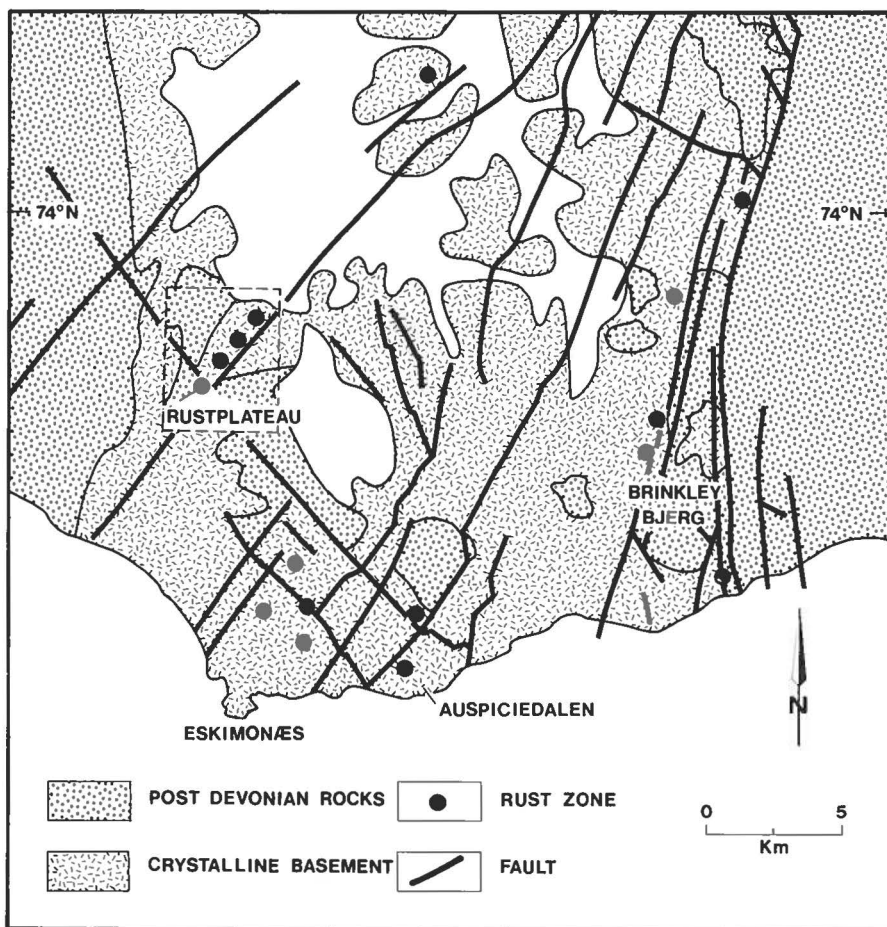 74°N
74°N
RUSTPLATEAU
BRINKLEY
BJERG
AUSPICIEDALEN
ESKIMONÆS
N
POST DEVONIAN ROCKS
RUST ZONE
CRYSTALLINE BASEMENT
FAULT
0 5
Km